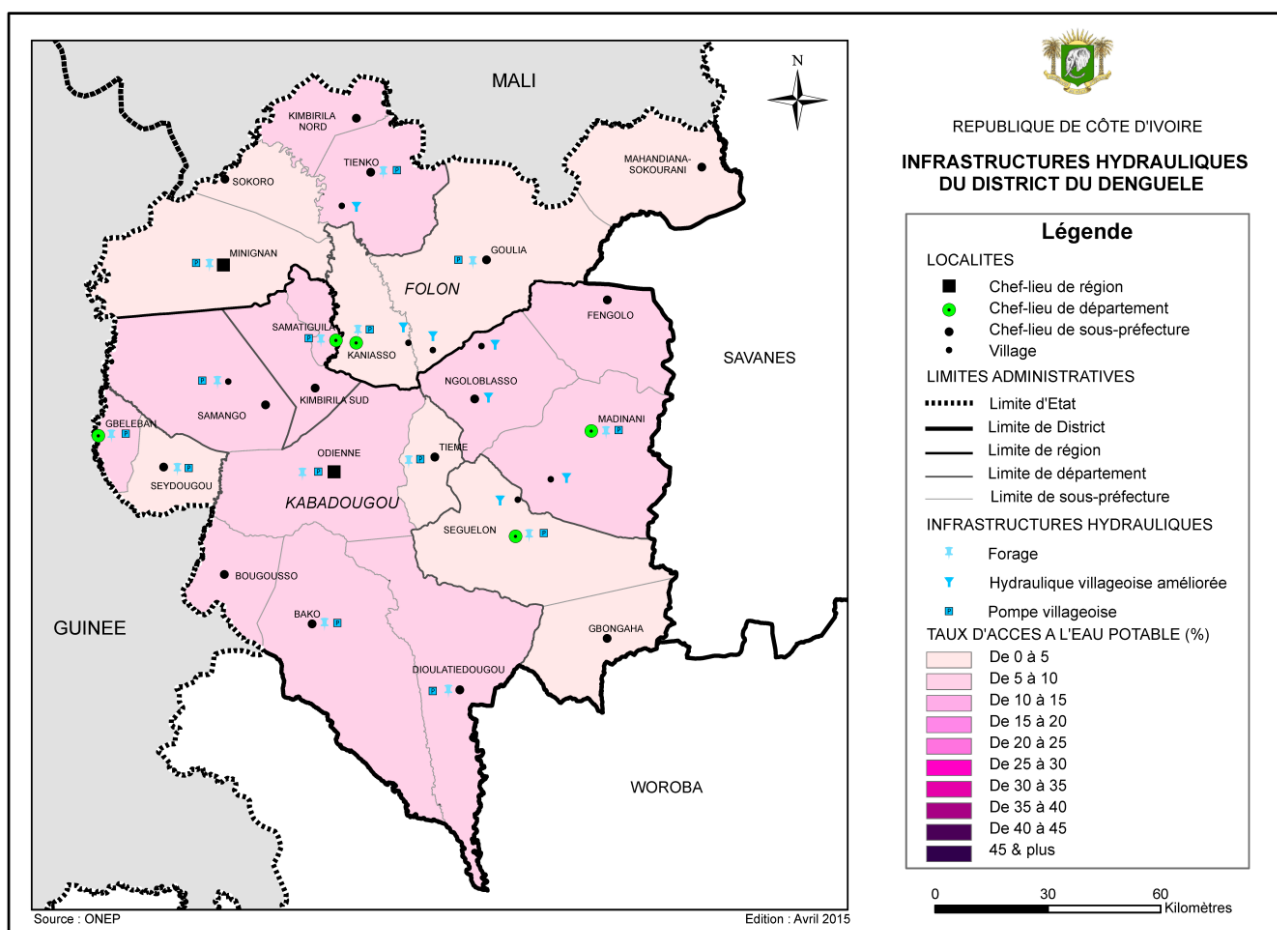 MALI
N
KIMBIRILA
NORD
TIENKO
MAHANDIANA-
SOKOURANI
SOKORO
MINIGNAN
GOULIA
FOLON
FENGOLO
SAMATIGUILA
KANIASSO
SAVANES
NGOLOBLASSO
SAMANGO
KIMBIRILA SUD
MADINANI
GBELEBAN
TIEME
ODIENNE
SEYDOUGOU
KABADOUGOU
SEGUELON
BOUGOUSSO
BAKO
GUINEE
GBONGAHA
DIOULATIEDOUGOU
WOROBA
Source : ONEP
Edition : Avril 2015
REPUBLIQUE DE CÔTE D'IVOIRE
INFRASTRUCTURES HYDRAULIQUES
DU DISTRICT DU DENGUELE
Légende
LOCALITES
Chef-lieu de région
Chef-lieu de département
Chef-lieu de sous-préfecture
Village
LIMITES ADMINISTRATIVES
Limite d'Etat
Limite de District
Limite de région
Limite de département
Limite de sous-préfecture
INFRASTRUCTURES HYDRAULIQUES
Forage
Hydraulique villageoise améliorée
P Pompe villageoise
TAUX D'ACCES A L'EAU POTABLE (%)
De 0 à 5
De 5 à 10
De 10 à 15
De 15 à 20
De 20 à 25
De 25 à 30
De 30 à 35
De 35 à 40
De 40 à 45
45 & plus
0 30 60
Kilomètres